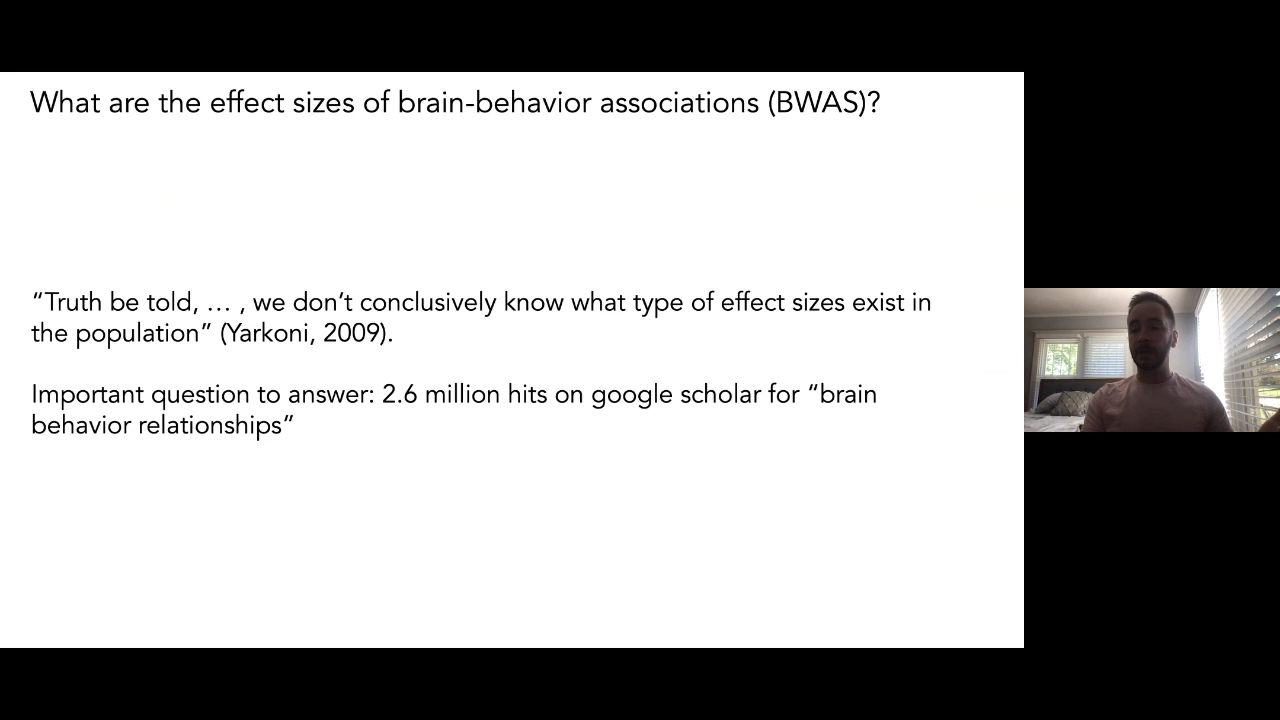 What are the effect sizes of brain-behavior associations (BWAS)?
“Truth be told, … , we don’t conclusively know what type of effect sizes exist in
the population” (Yarkoni, 2009).
Important question to answer: 2.6 million hits on google scholar for “brain
behavior relationships”